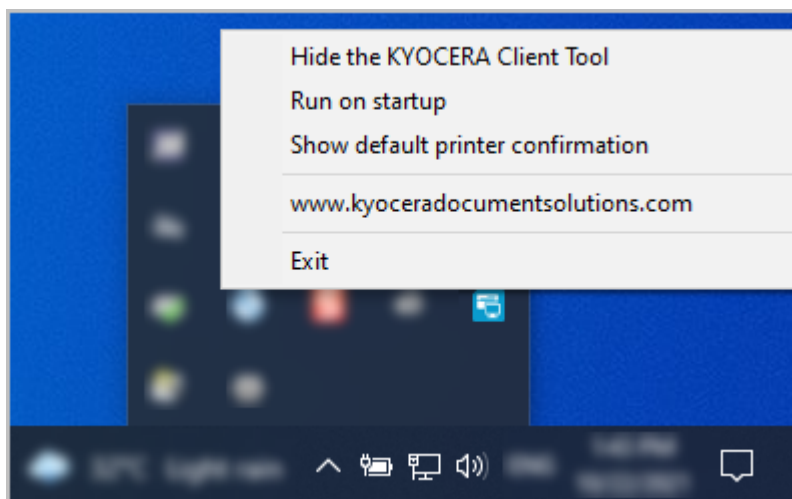 Hide the KYOCERA Client Tool
Run on startup
Show default printer confirmation
www.kyoceradocumentsolutions.com
Exit